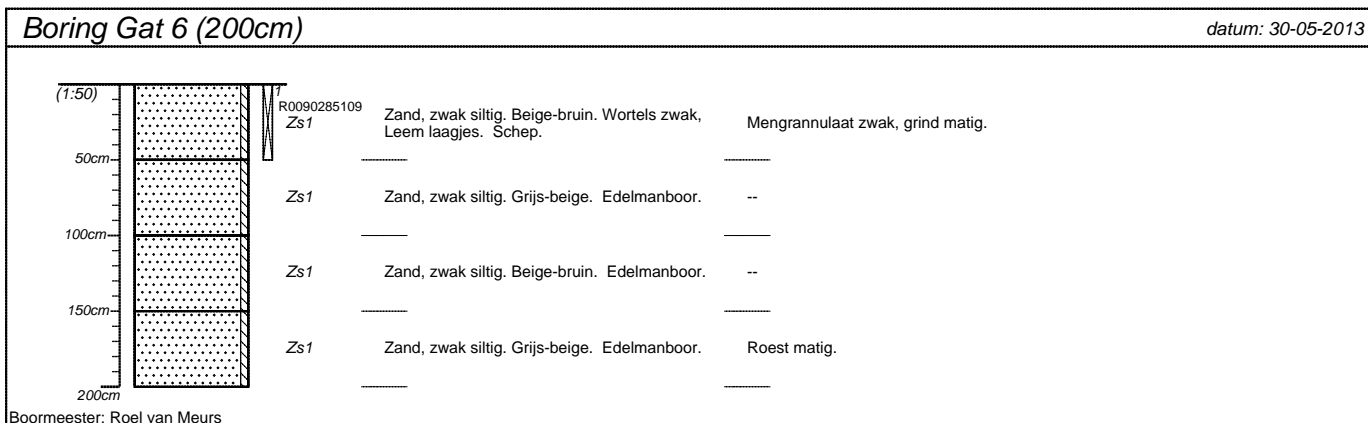 Boring Gat 6 (200cm) datum: 30-05-2013
(1:50)
1
R0090285109
Zs1 Zand, zwak siltig. Beige-bruin. Wortels zwak, Mengrannulaat zwak, grind matig.
Leem laagjes. Schep.
50cm
Zs1 Zand, zwak siltig. Grijs-beige. Edelmanboor. --
100cm
Zs1 Zand, zwak siltig. Beige-bruin. Edelmanboor. --
150cm
Zs1 Zand, zwak siltig. Grijs-beige. Edelmanboor. Roest matig.
200cm
Boormeester: Roel van Meurs